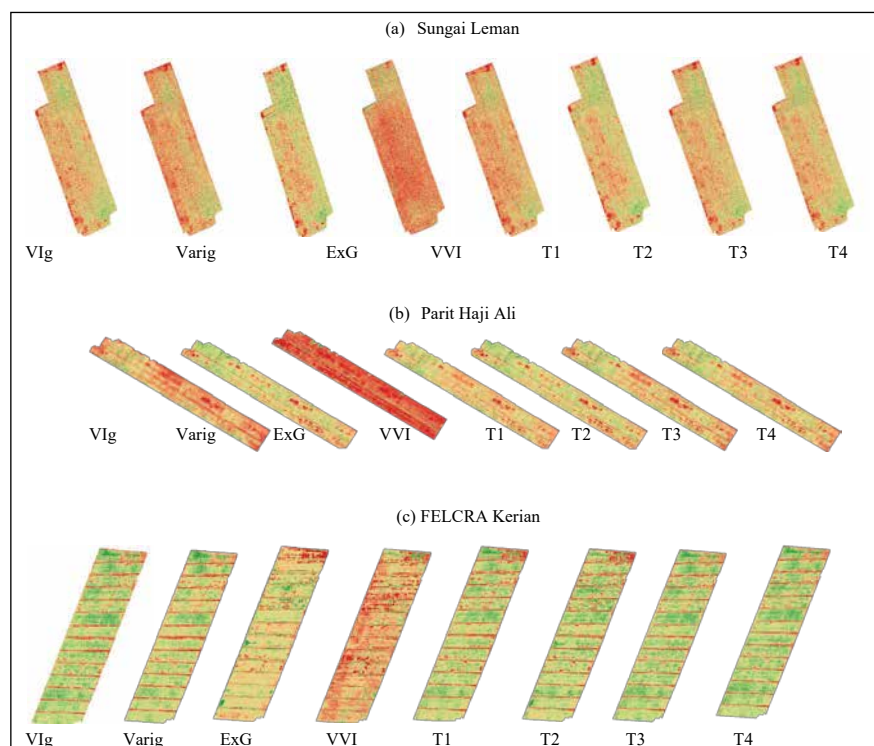 (a) Sungai Leman
VIg Varig ExG VVI T1 T2 T3 T4
(b) Parit Haji Ali
VIg Varig ExG VVI T1 T2 T3 T4
(c) FELCRA Kerian
VIg Varig ExG VVI T1 T2 T3 T4